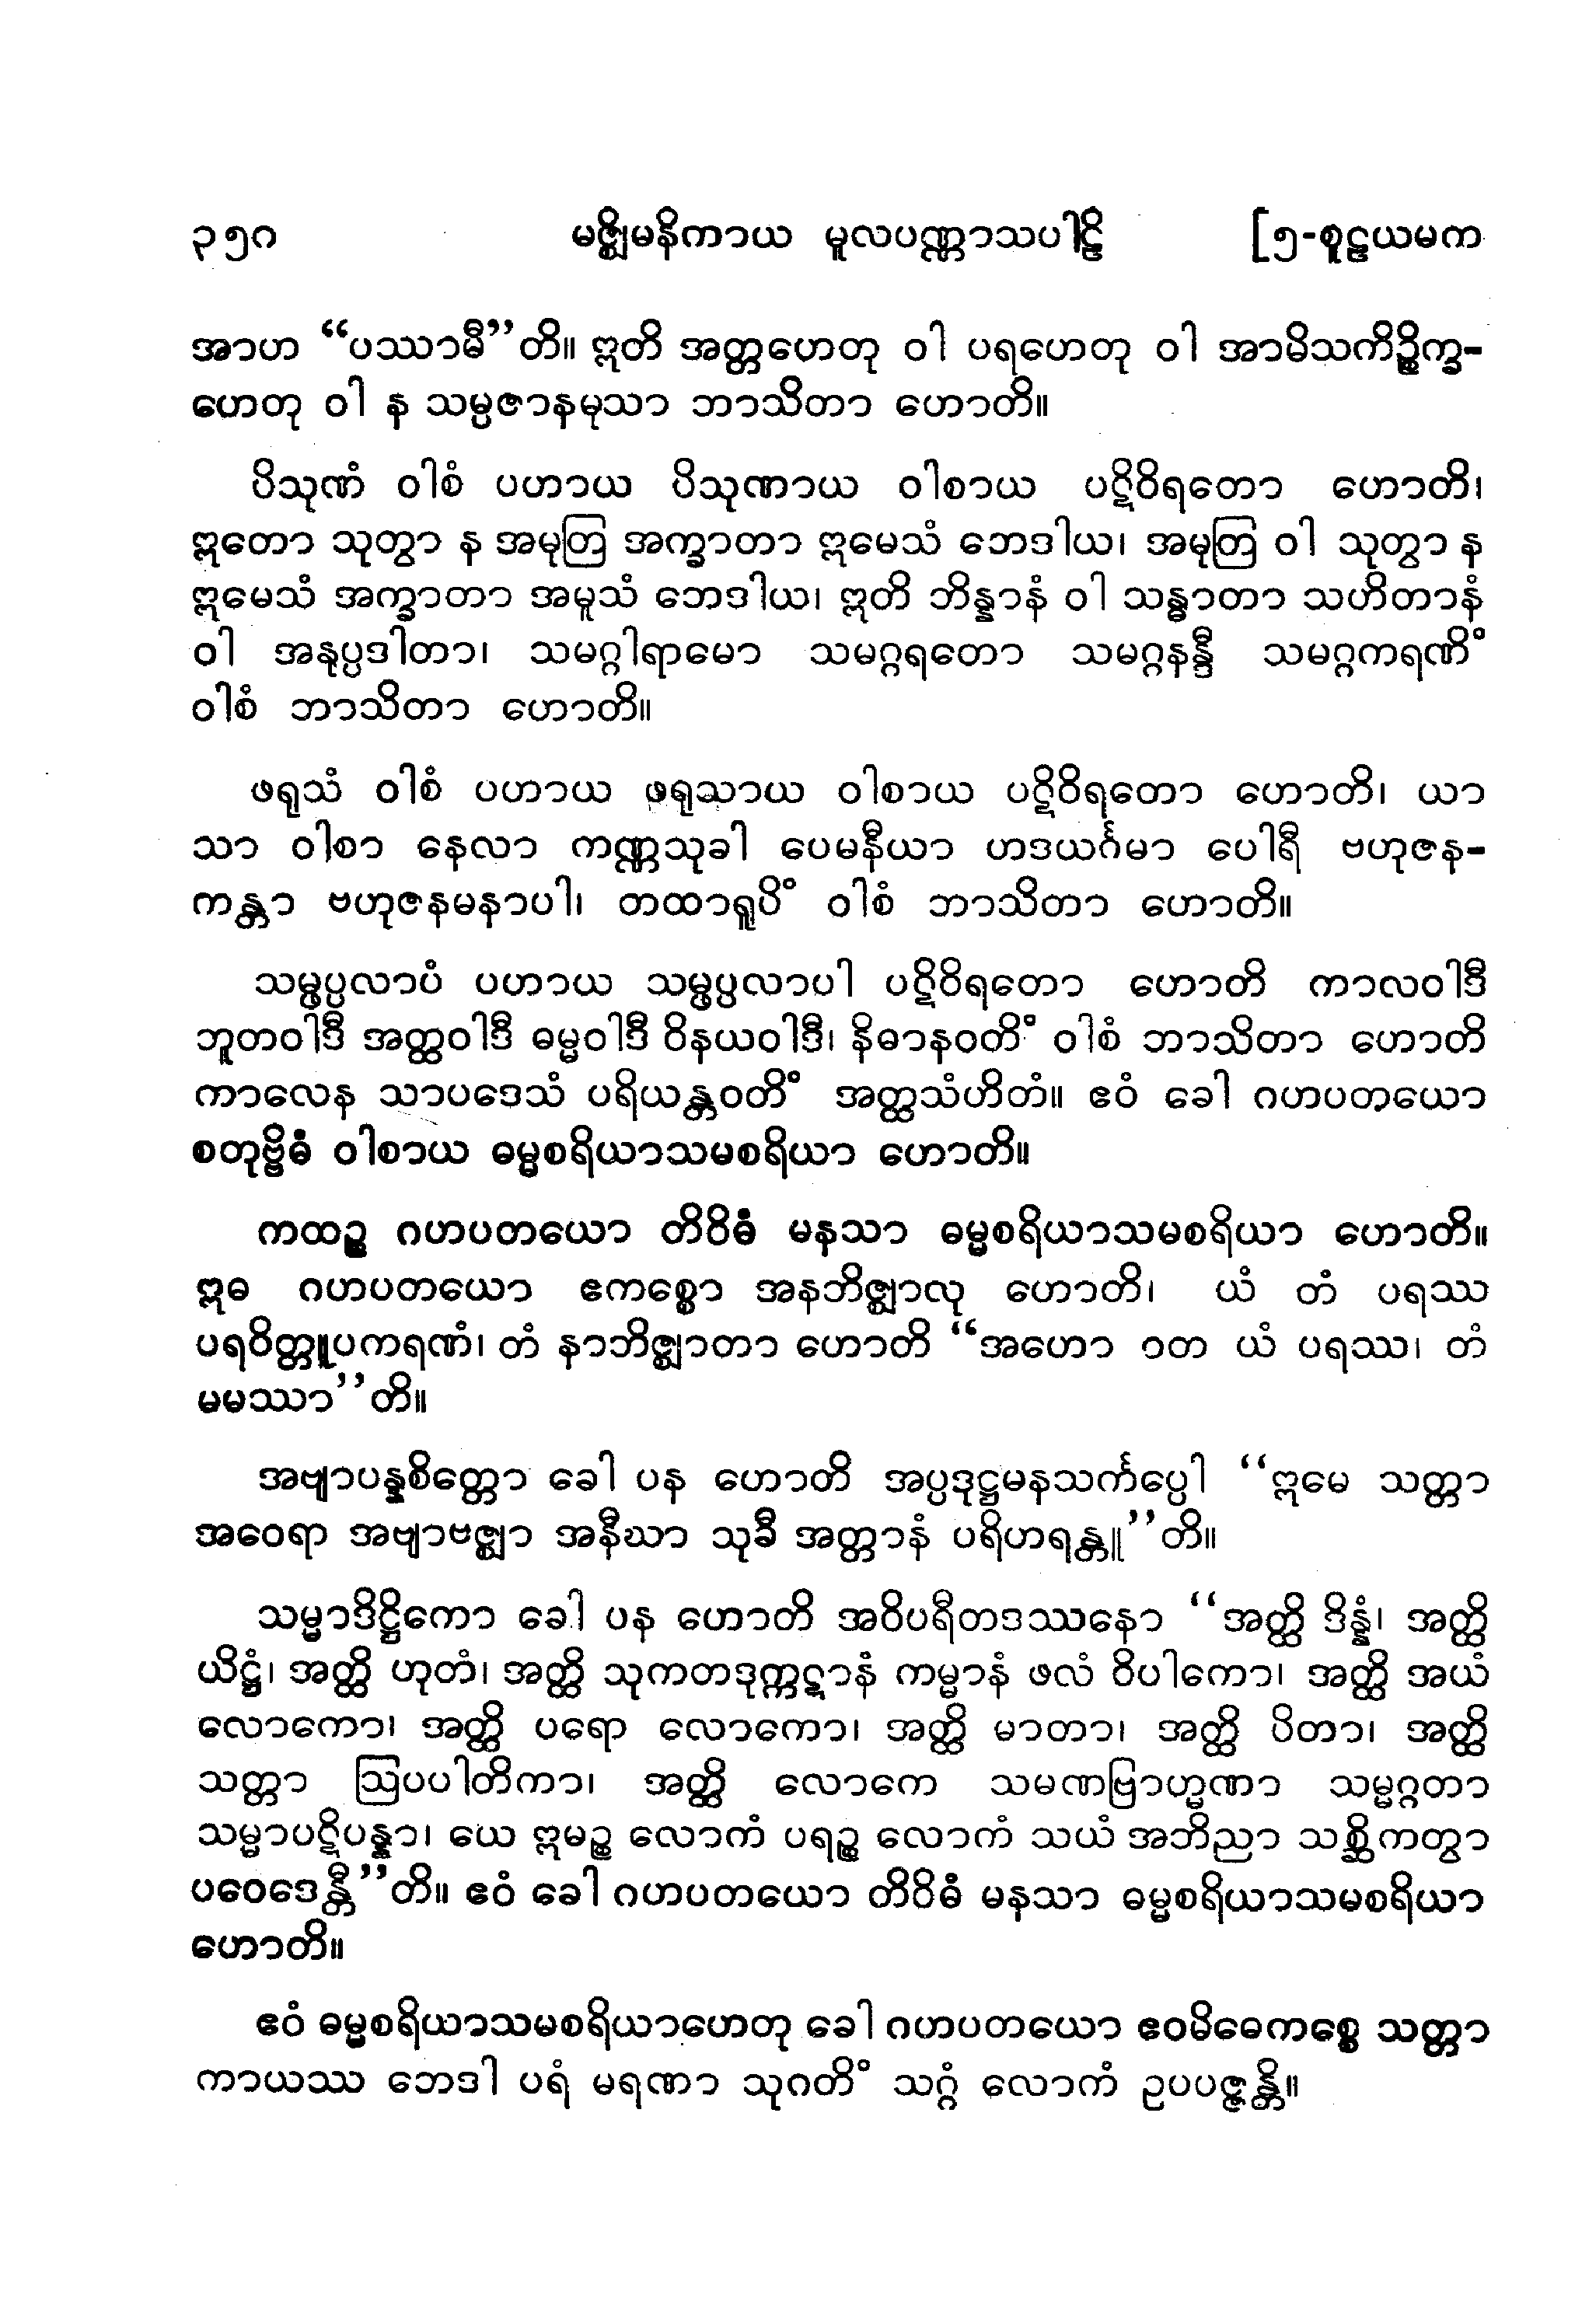 ၃၅၀ မဇ္ဈိမနိကာယ မူလပဏ္ဏာသပါဠိ [၅-စူဠယမက
အာဟ “ပဿာမီ”တိ။ ဣတိ အတ္တဟေတု ဝါ ပရဟေတု ဝါ အာမိသကိဉ္စိက္ခ-
ဟေတု ဝါ န သမ္ပဇာနမုသာ ဘာသိတာ ဟောတိ။
ပိသုဏံ ဝါစံ ပဟာယ ပိသုဏာယ ဝါစာယ ပဋိဝိရတော ဟောတိ၊
ဣတော သုတွာ န အမုတြ အက္ခာတာ ဣမေသံ ဘေဒါယ၊ အမုတြ ဝါ သုတွာ န
ဣမေသံ အက္ခာတာ အမူသံ ဘေဒါယ၊ ဣတိ ဘိန္နာနံ ဝါ သန္ဓာတာ သဟိတာနံ
ဝါ အနုပ္ပဒါတာ၊ သမဂ္ဂါရာမော သမဂ္ဂရတော သမဂ္ဂနန္ဒီ သမဂ္ဂကရဏိံ
ဝါစံ ဘာသိတာ ဟောတိ။
ဖရုသံ ဝါစံ ပဟာယ ဖရုသာယ ဝါစာယ ပဋိဝိရတော ဟောတိ၊ ယာ
သာ ဝါစာ နေလာ ကဏ္ဏသုခါ ပေမနီယာ ဟဒယင်္ဂမာ ပေါရီ ဗဟုဇန-
ကန္တာ ဗဟုဇနမနာပါ၊ တထာရူပိံ ဝါစံ ဘာသိတာ ဟောတိ။
သမ္ဖပ္ပလာပံ ပဟာယ သမ္ဖပ္ပလာပါ ပဋိဝိရတော ဟောတိ ကာလဝါဒီ
ဘူတဝါဒီ အတ္ထဝါဒီ ဓမ္မဝါဒီ ဝိနယဝါဒီ၊ နိဓာနဝတိံ ဝါစံ ဘာသိတာ ဟောတိ
ကာလေန သာပဒေသံ ပရိယန္တဝတိံ အတ္ထသံဟိတံ။ ဧဝံ ခေါ ဂဟပတယော
စတုဗ္ဗိဓံ ဝါစာယ ဓမ္မစရိယာသမစရိယာ ဟောတိ။
ကထဉ္စ ဂဟပတယော တိဝိဓံ မနသာ ဓမ္မစရိယာသမစရိယာ ဟောတိ။
ဣဓ ဂဟပတယော ဧကစ္စော အနဘိဇ္ဈာလု ဟောတိ၊ ယံ တံ ပရဿ
ပရဝိတ္တူပကရဏံ၊ တံ နာဘိဇ္ဈာတာ ဟောတိ “အဟော ဝတ ယံ ပရဿ၊ တံ
မမဿာ”တိ။
အဗျာပန္နစိတ္တော ခေါ ပန ဟောတိ အပ္ပဒုဋ္ဌမနသင်္ကပ္ပေါ “ဣမေ သတ္တာ
အဝေရာ အဗျာဗဇ္ဈာ အနီဃာ သုခီ အတ္တာနံ ပရိဟရန္တူ”တိ။
သမ္မာဒိဋ္ဌိကော ခေါ ပန ဟောတိ အဝိပရီတဒဿနော “အတ္ထိ ဒိန္နံ၊ အတ္ထိ
ယိဋ္ဌံ၊ အတ္ထိ ဟုတံ၊ အတ္ထိ သုကတဒုက္ကဋာနံ ကမ္မာနံ ဖလံ ဝိပါကော၊ အတ္ထိ အယံ
လောကော၊ အတ္ထိ ပရော လောကော၊ အတ္ထိ မာတာ၊ အတ္ထိ ပိတာ၊ အတ္ထိ
သတ္တာ ဩပပါတိကာ၊ အတ္ထိ လောကေ သမဏဗြာဟ္မဏာ သမ္မဂ္ဂတာ
သမ္မာပဋိပန္နာ၊ ယေ ဣမဉ္စ လောကံ ပရဉ္စ လောကံ သယံ အဘိညာ သစ္ဆိကတွာ
ပဝေဒေန္တီ”တိ။ ဧဝံ ခေါ ဂဟပတယော တိဝိဓံ မနသာ ဓမ္မစရိယာသမစရိယာ
ဟောတိ။
ဧဝံ ဓမ္မစရိယာသမစရိယာဟေတု ခေါ ဂဟပတယော ဧဝမိဓေကစ္စေ သတ္တာ
ကာယဿ ဘေဒါ ပရံ မရဏာ သုဂတိံ သဂ္ဂံ လောကံ ဥပပဇ္ဇန္တိ။